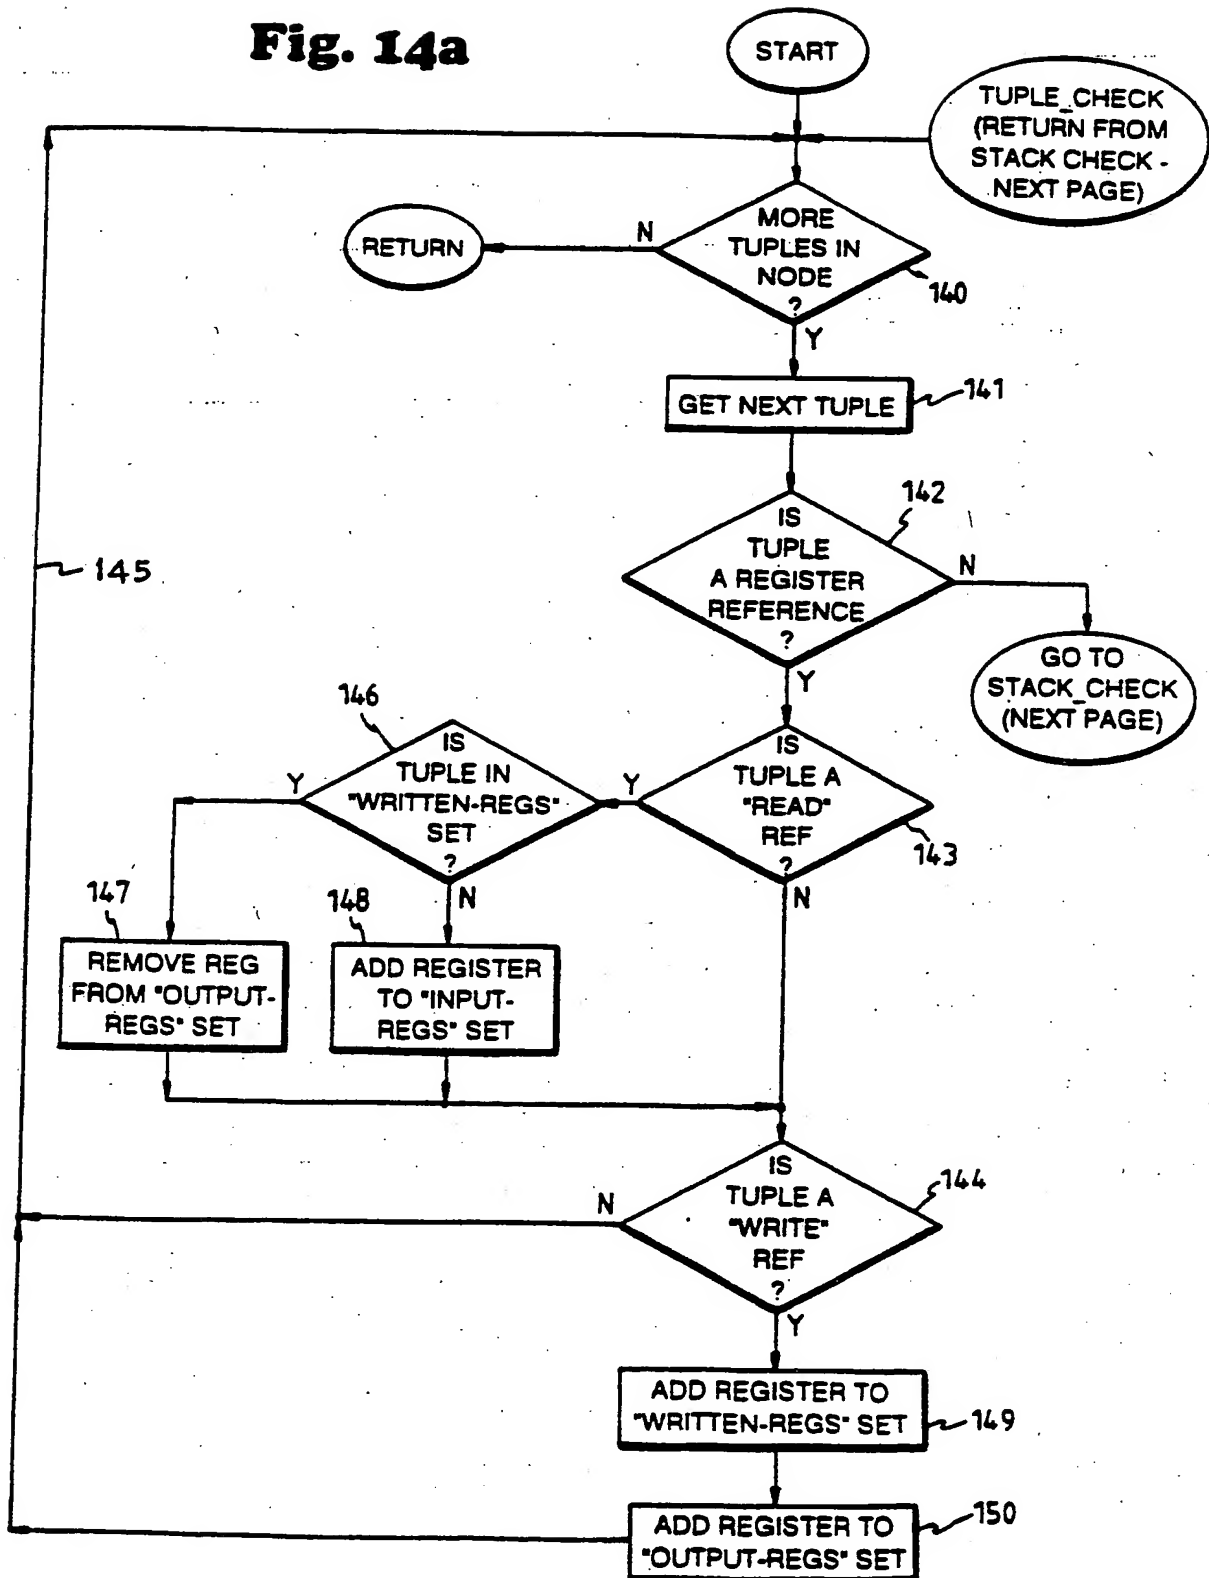 Fig. 14a
START
TUPLE_CHECK
(RETURN FROM
STACK CHECK -
NEXT PAGE)
MORE
TUPLES IN
NODE
?
140
N
RETURN
Y
GET NEXT TUPLE
141
142
IS
TUPLE
A REGISTER
REFERENCE
?
N
GO TO
STACK_CHECK
(NEXT PAGE)
145
Y
146
IS
TUPLE IN
"WRITTEN-REGS"
SET
?
Y
N
Y
IS
TUPLE A
"READ"
REF
?
143
N
147
REMOVE REG
FROM "OUTPUT-
REGS" SET
148
ADD REGISTER
TO "INPUT-
REGS" SET
IS
TUPLE A
"WRITE"
REF
?
144
N
Y
ADD REGISTER TO
"WRITTEN-REGS" SET
149
ADD REGISTER TO
"OUTPUT-REGS" SET
150